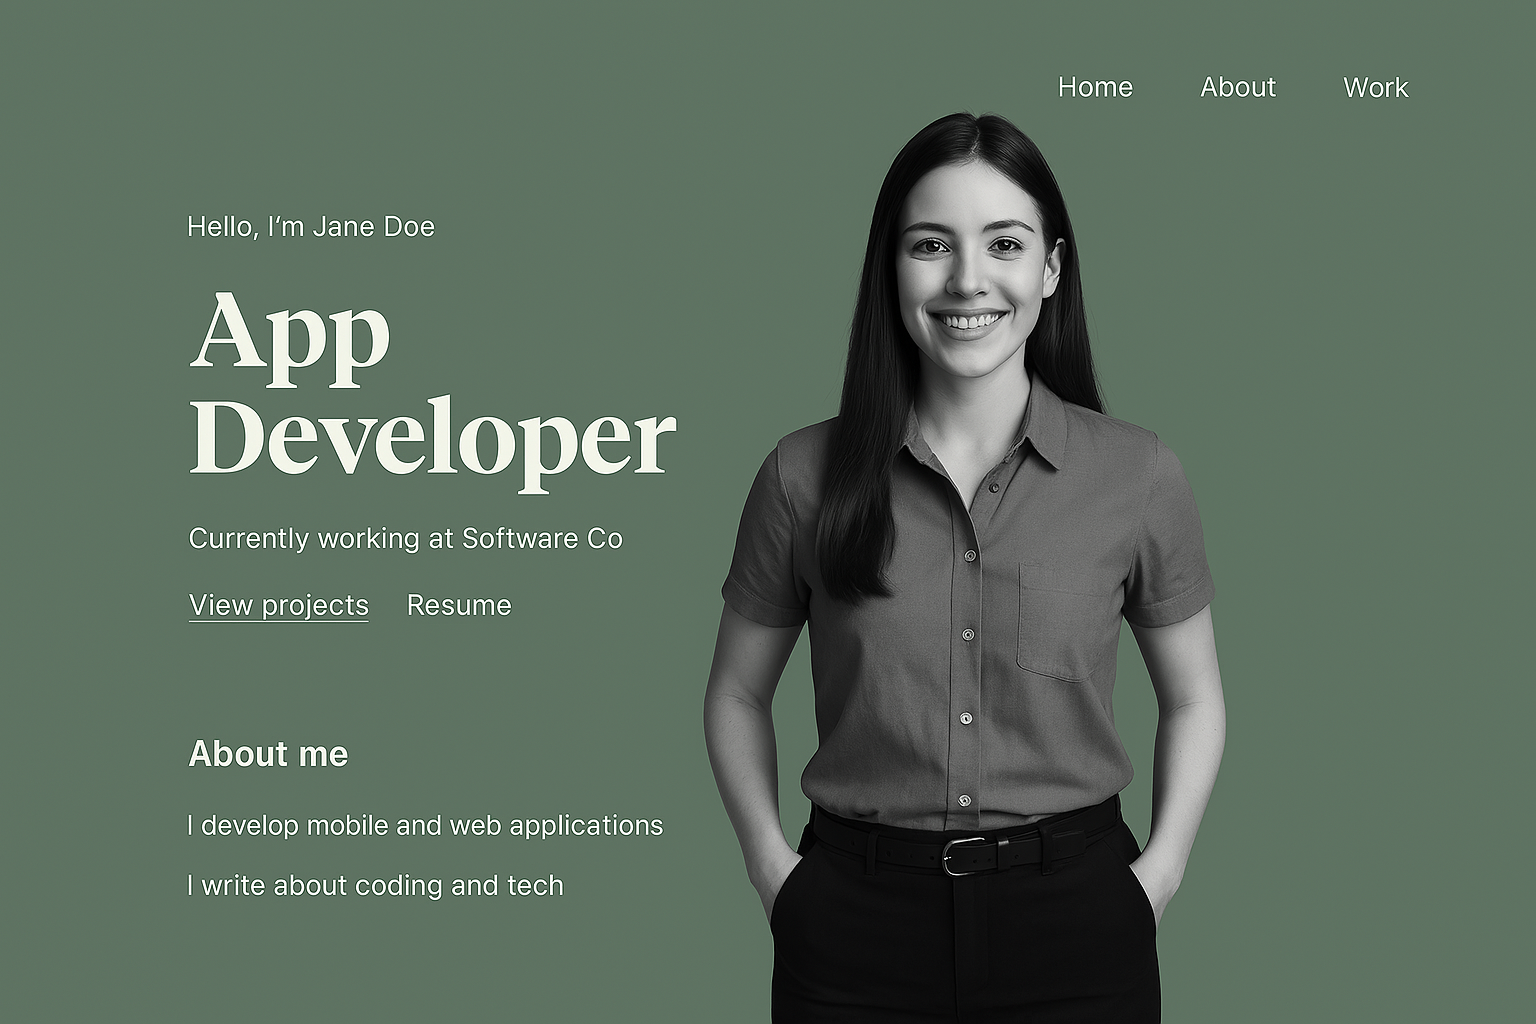 Home About Work
Hello, I’m Jane Doe
App
Developer
Currently working at Software Co
View projects Resume
About me
I develop mobile and web applications
I write about coding and tech